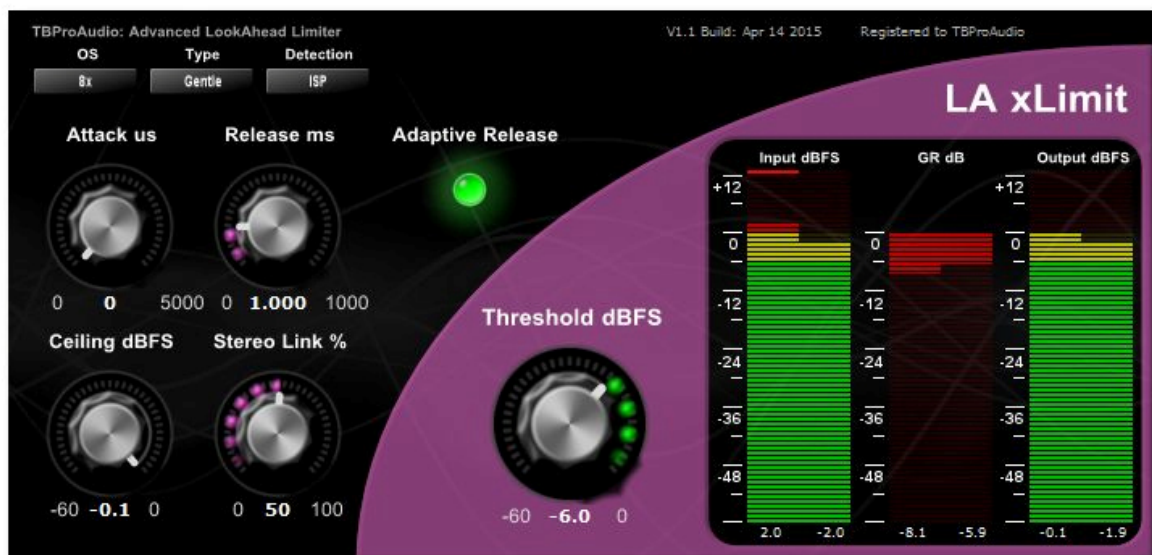 TBProAudio: Advanced LookAhead Limiter
V1.1 Build: Apr 14 2015 Registered to TBProAudio
OS Type Detection
8x Gentle ISP
LA xLimit
Attack us Release ms Adaptive Release
0 0 5000 0 1.000 1000
Ceiling dBFS Stereo Link %
-60 -0.1 0 0 50 100
Threshold dBFS
-60 -6.0 0
Input dBFS GR dB Output dBFS
+12 +12
0 0 0
-12 -12 -12
-24 -24 -24
-36 -36 -36
-48 -48 -48
2.0 -2.0 -8.1 -5.9 -0.1 -1.9